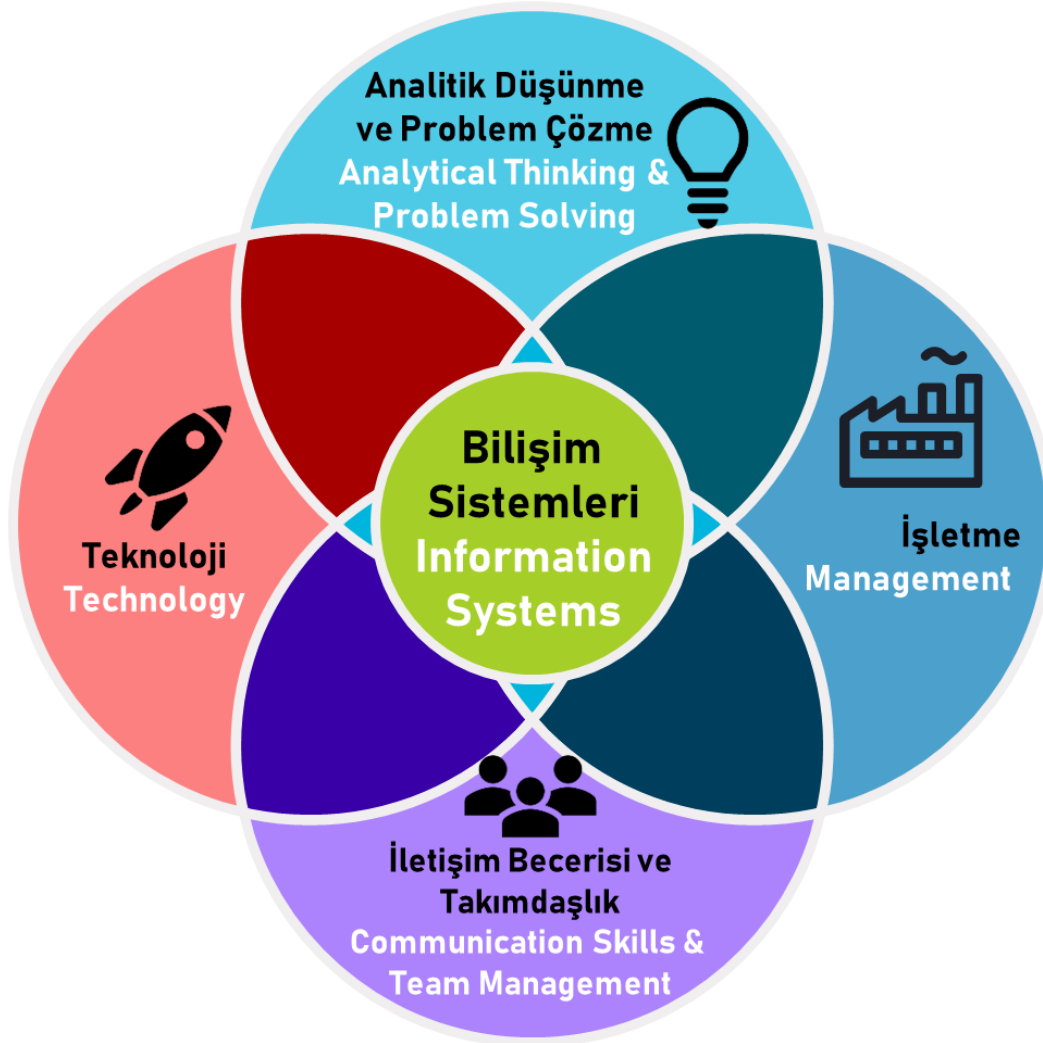 Analitik Düşünme
ve Problem Çözme
Analytical Thinking &
Problem Solving
Teknoloji
Technology
Bilişim
Sistemleri
Information
Systems
İşletme
Management
İletişim Becerisi ve
Takımdaşlık
Communication Skills &
Team Management